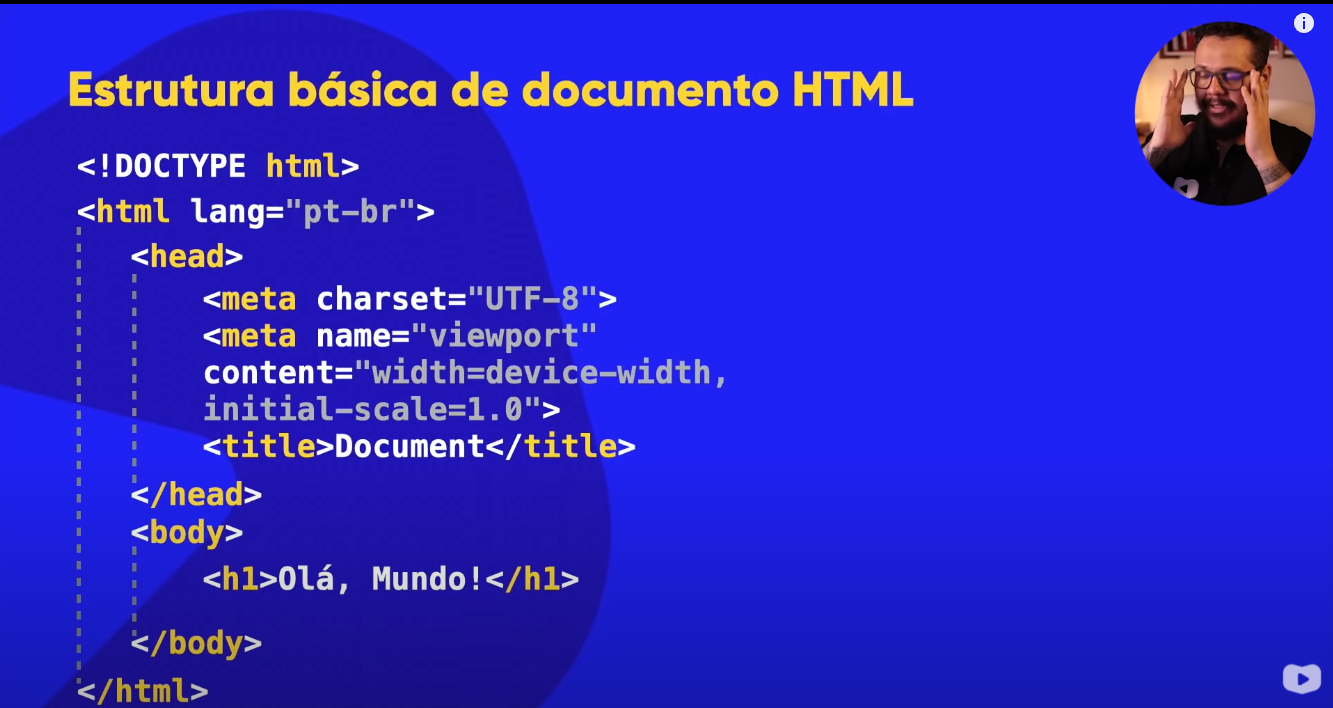 Estrutura básica de documento HTML
<!DOCTYPE html>
<html lang="pt-br">
<head>
<meta charset="UTF-8">
<meta name="viewport"
content="width=device-width,
initial-scale=1.0">
<title>Document</title>
</head>
<body>
<h1>Olá, Mundo!</h1>
</body>
</html>